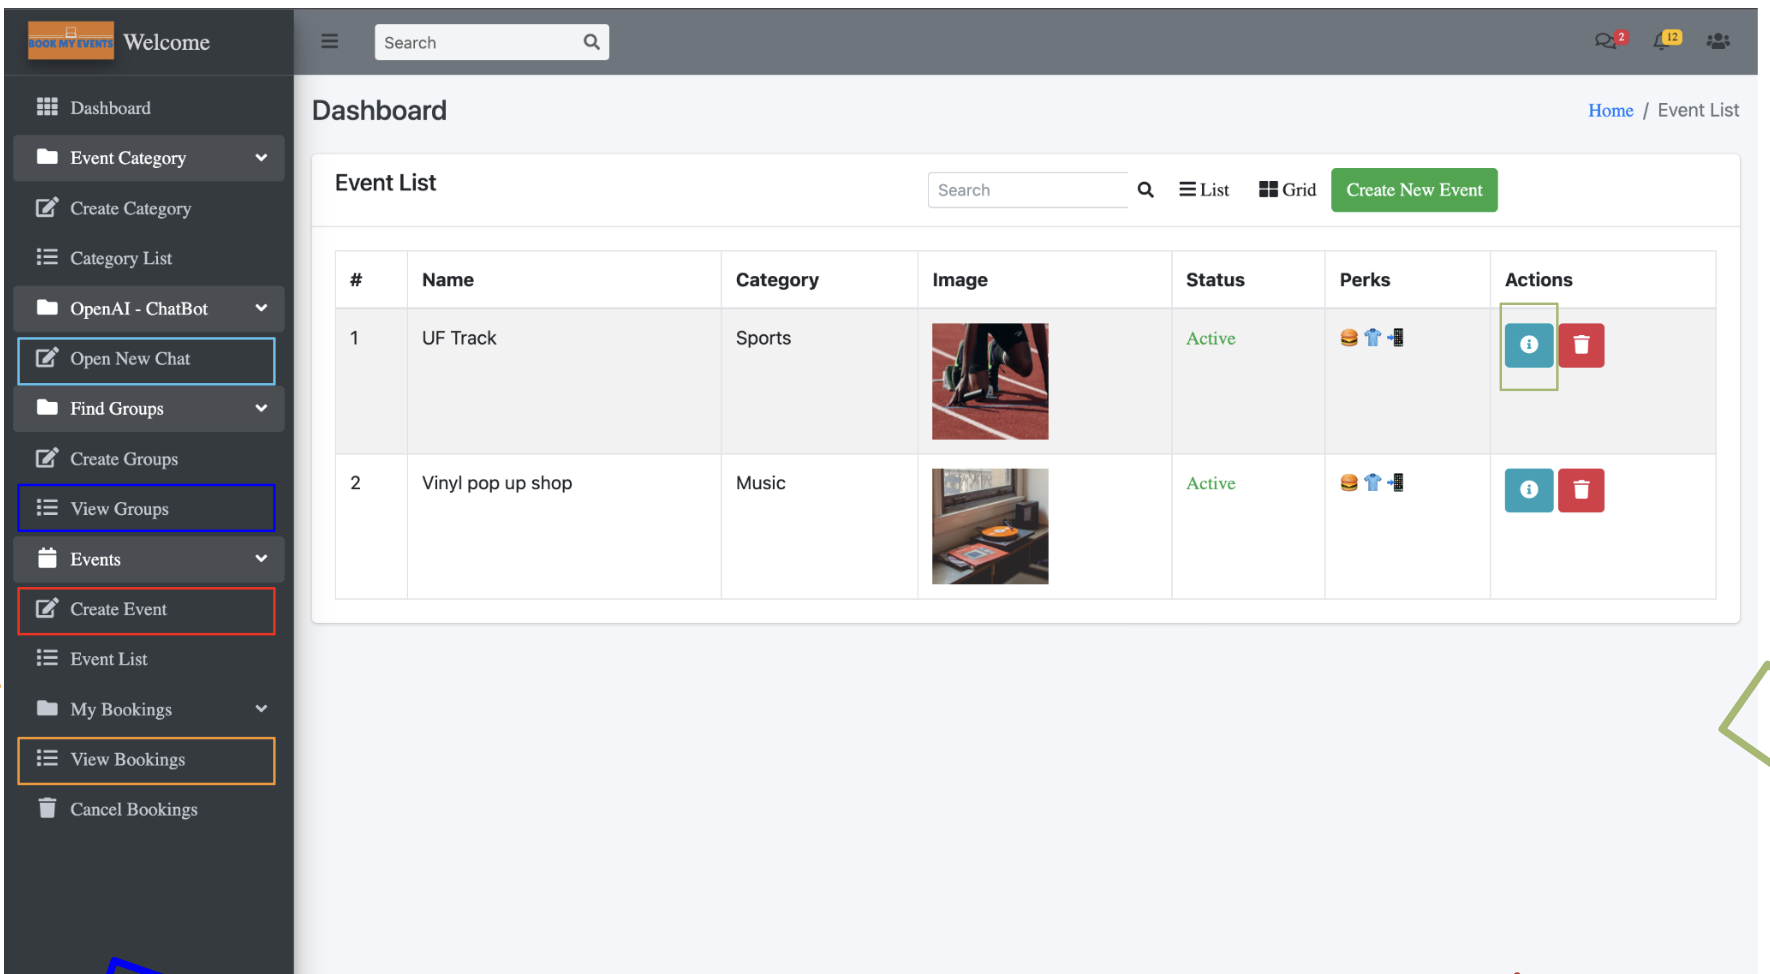 BOOK MY EVENTS Welcome
Search
2
12
Dashboard
Event Category
Create Category
Category List
OpenAI - ChatBot
Open New Chat
Find Groups
Create Groups
View Groups
Events
Create Event
Event List
My Bookings
View Bookings
Cancel Bookings
Dashboard
Home / Event List
Event List
Search
List
Grid
Create New Event
# Name Category Image Status Perks Actions
1 UF Track Sports Active
2 Vinyl pop up shop Music Active